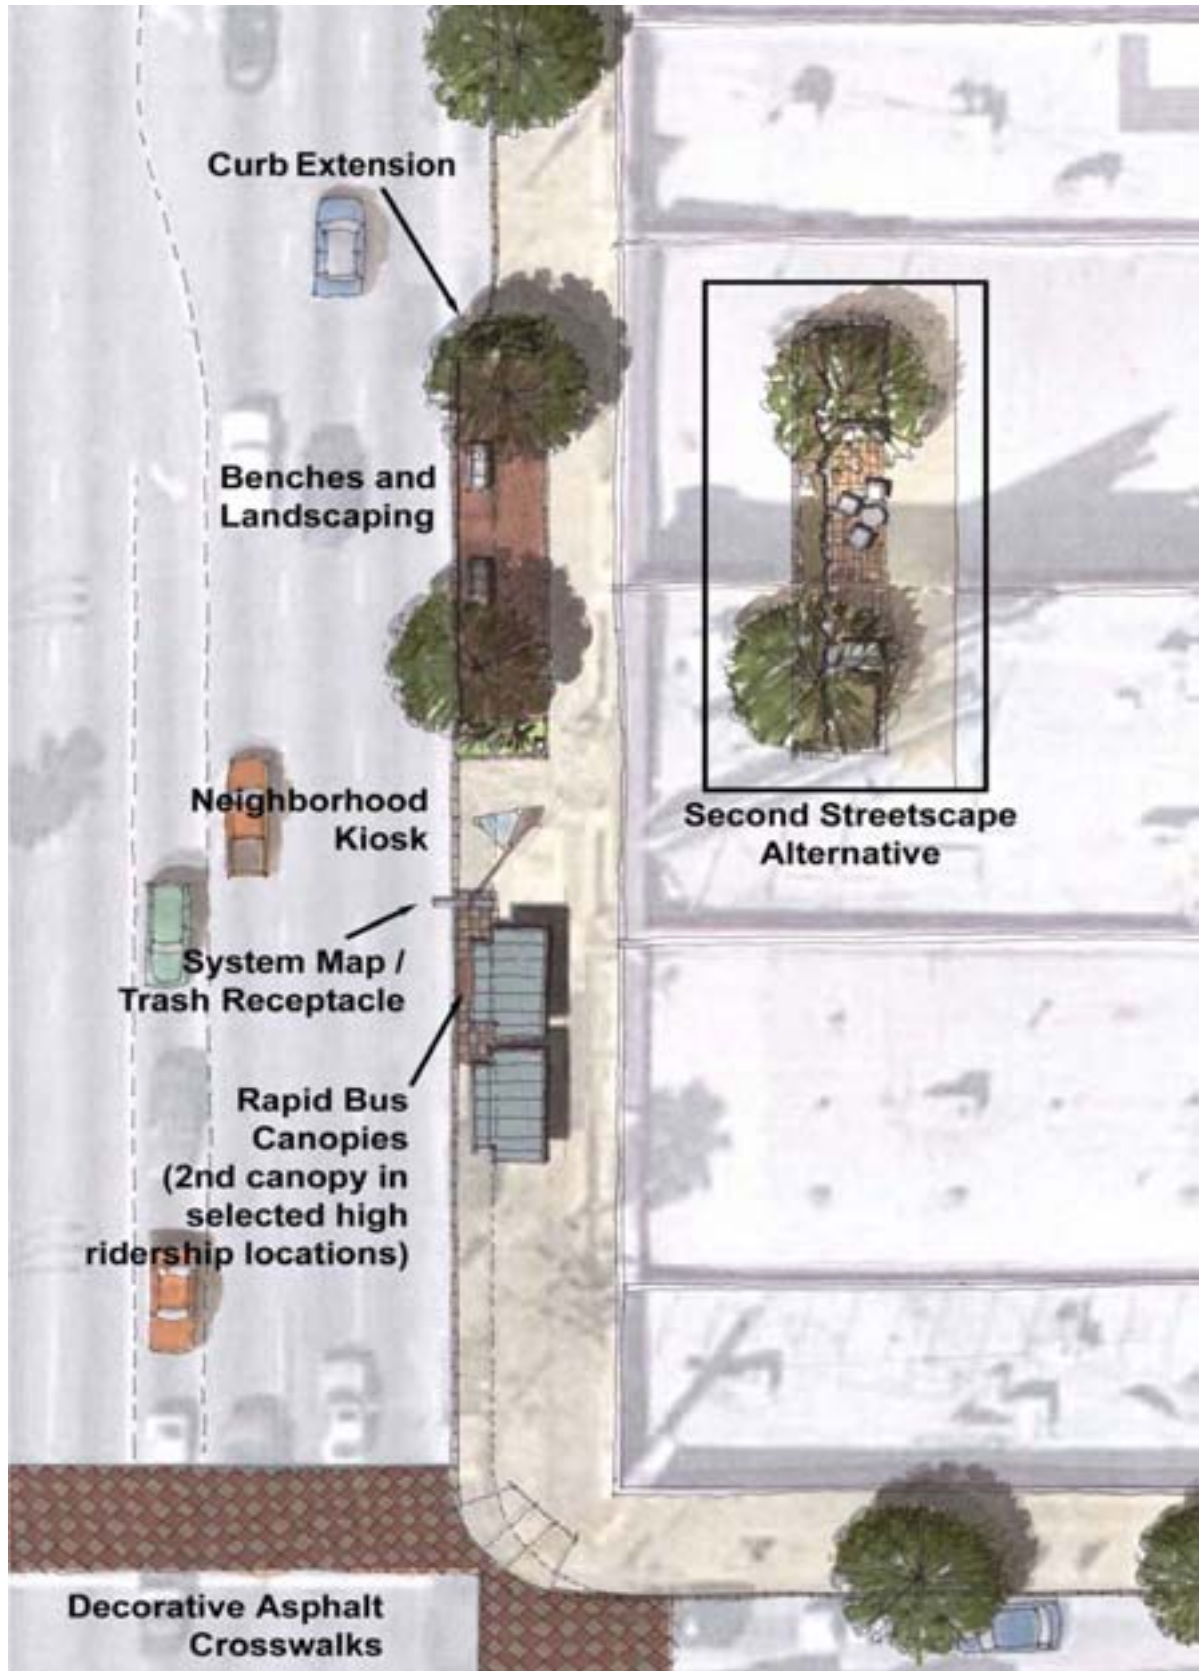 Curb Extension
Benches and
Landscaping
Neighborhood
Kiosk
Second Streetscape
Alternative
System Map /
Trash Receptacle
Rapid Bus
Canopies
(2nd canopy in
selected high
ridership locations)
Decorative Asphalt
Crosswalks